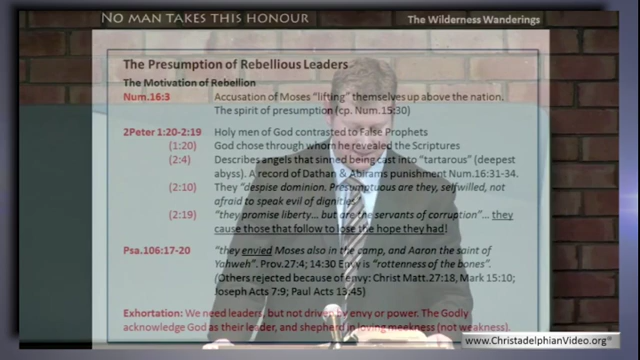 NO MAN TAKES THIS HONOUR
The Wilderness Wanderings
The Presumption of Rebellious Leaders
The Motivation of Rebellion
Num.16:3 Accusation of Moses “lifting” themselves up above the nation.
The spirit of presumption (cp. Num.15:30)
2Peter 1:20-2:19 Holy men of God contrasted to False Prophets
(1:20) God chose through whom he revealed the Scriptures
(2:4) Describes angels that sinned being cast into “tartarous” (deepest
abyss). A record of Dathan & Abirams punishment Num.16:31-34.
(2:10) They “despise dominion. Presumptuous are they, selfwilled, not
afraid to speak evil of dignities”
(2:19) “they promise liberty... but are the servants of corruption”... they
cause those that follow to lose the hope they had!
Psa.106:17-20 “they envied Moses also in the camp, and Aaron the saint of
Yahweh”. Prov.27:4; 14:30 Envy is “rottenness of the bones”.
(Others rejected because of envy: Christ Matt.27:18, Mark 15:10;
Joseph Acts 7:9; Paul Acts 13:45)
Exhortation: We need leaders, but not driven by envy or power. The Godly
acknowledge God as their leader, and shepherd in loving meekness (not weakness).
www.ChristadelphianVideo.org